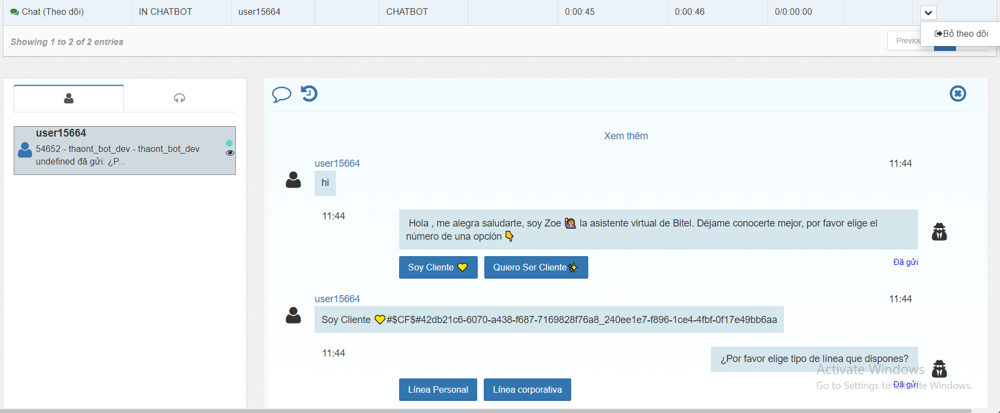 Chat (Theo dõi) IN CHATBOT user15664 CHATBOT 0:00:45 0:00:46 0/0:00:00
Showing 1 to 2 of 2 entries
Bỏ theo dõi
user15664
54652 - thaont_bot_dev - thaont_bot_dev
undefined đã gửi: ¿P...
Xem thêm
user15664 11:44
hi
11:44
Hola , me alegra saludarte, soy Zoe 🙋🏽‍♀️ la asistente virtual de Bitel. Déjame conocerte mejor, por favor elige el
número de una opción 👇
Soy Cliente 💛 Quiero Ser Cliente✨
Đã gửi
user15664 11:44
Soy Cliente 💛#$CF$#42db21c6-6070-a438-f687-7169828f76a8_240ee1e7-f896-1ce4-4fbf-0f17e49bb6aa
11:44
¿Por favor elige tipo de línea que dispones?
Línea Personal Línea corporativa
Đã gửi
Activate Windows
Go to Settings to activate Windows.